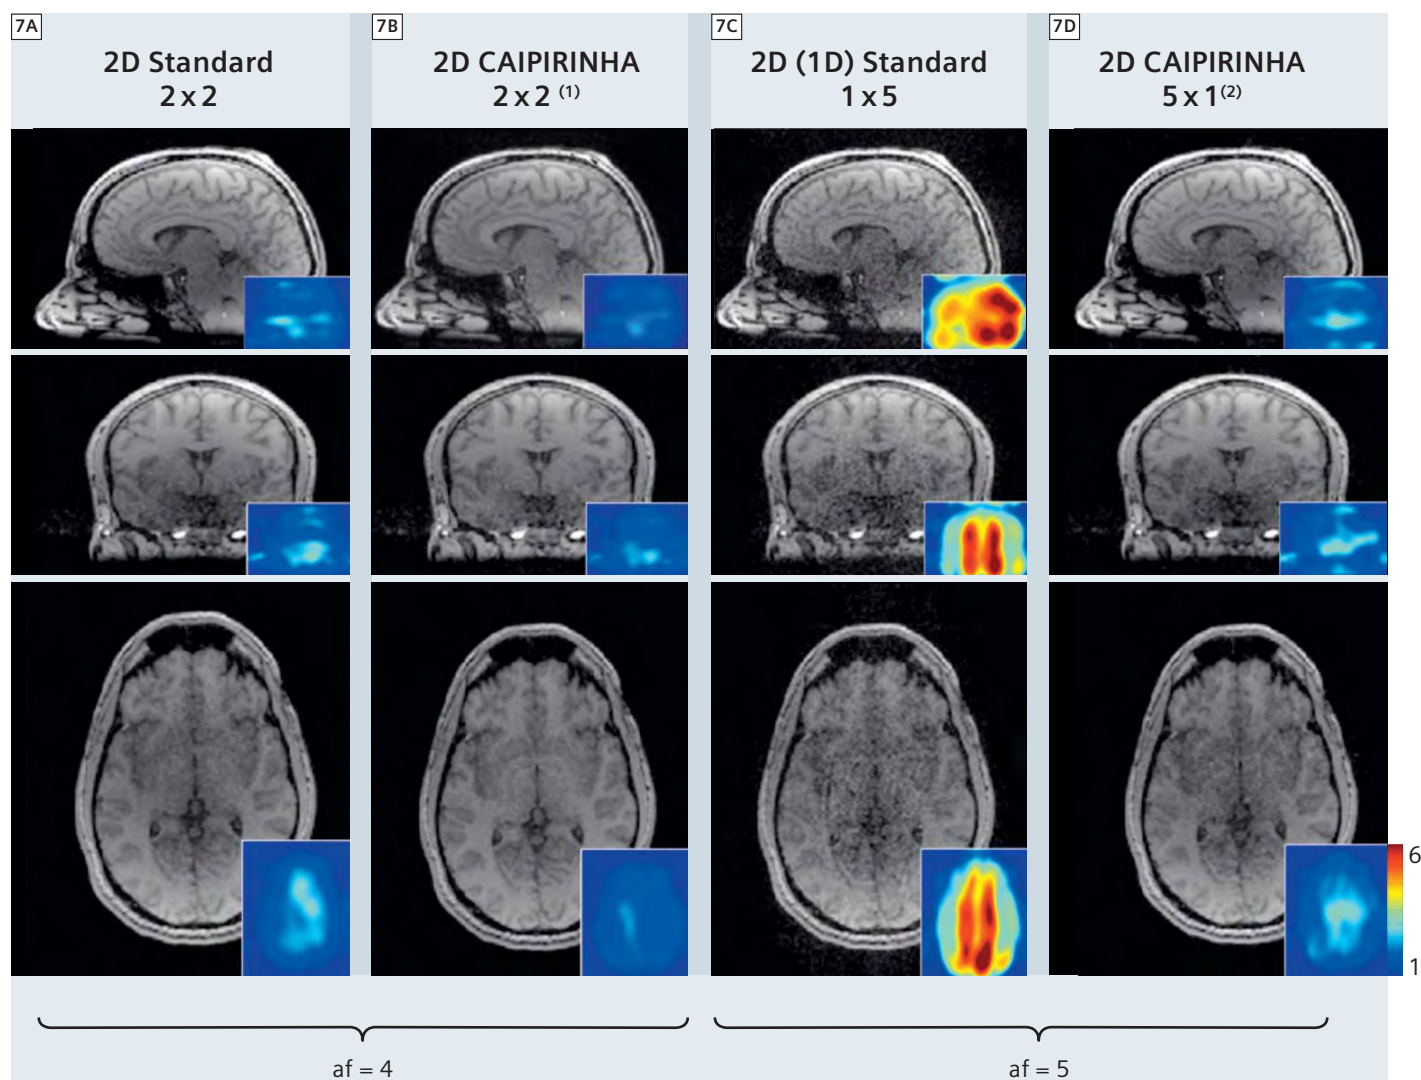 7A
2D Standard
2 x 2
7B
2D CAIPIRINHA
2 x 2 (1)
7C
2D (1D) Standard
1 x 5
7D
2D CAIPIRINHA
5 x 1(2)
6
1
af = 4
af = 5